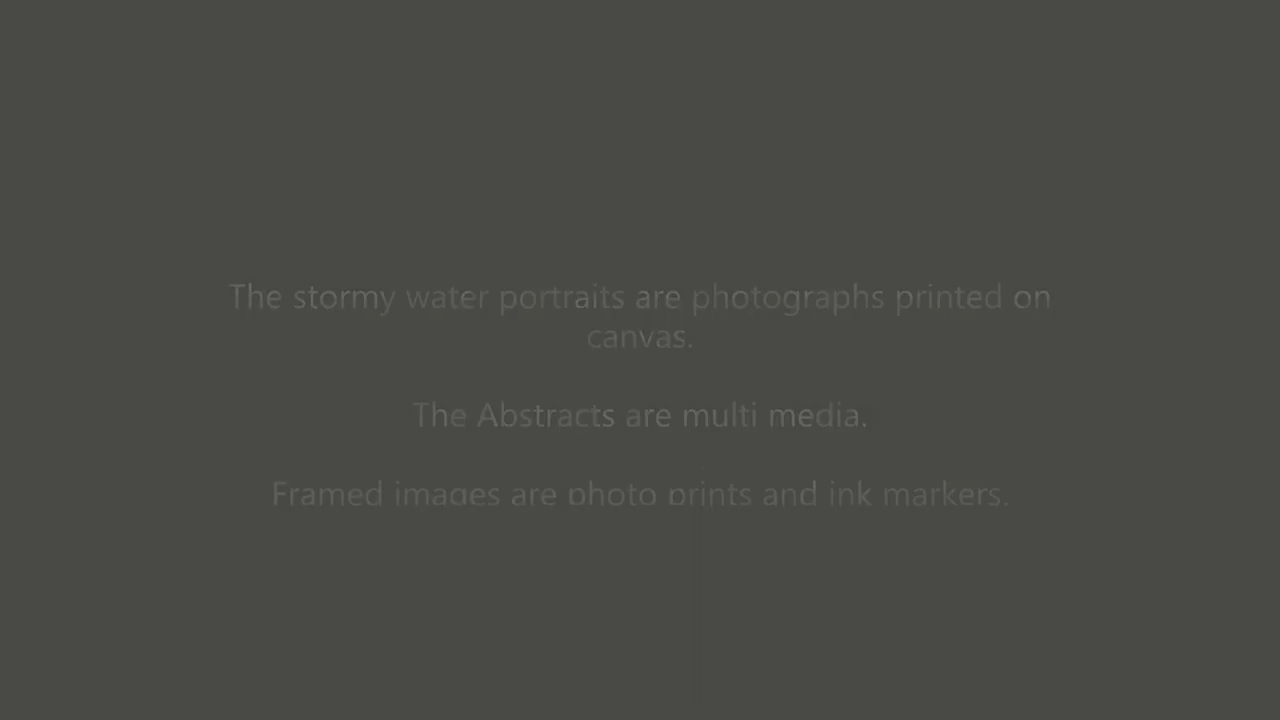 The stormy water portraits are photographs printed on
canvas.
The Abstracts are multi media.
Framed images are photo prints and ink markers.